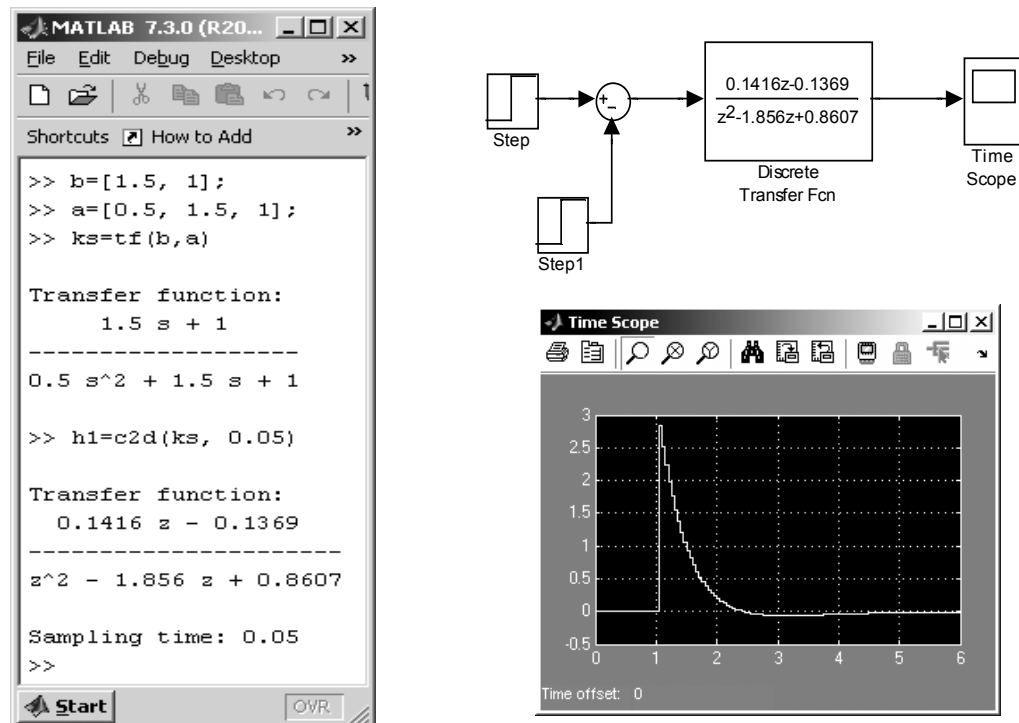 MATLAB 7.3.0 (R20...
File Edit Debug Desktop »
Shortcuts How to Add »
>> b=[1.5, 1];
>> a=[0.5, 1.5, 1];
>> ks=tf(b,a)
Transfer function:
1.5 s + 1
-------------------
0.5 s^2 + 1.5 s + 1
>> h1=c2d(ks, 0.05)
Transfer function:
0.1416 z - 0.1369
----------------------
z^2 - 1.856 z + 0.8607
Sampling time: 0.05
>>
Start OVR
Step
Step1
+
−
0.1416z-0.1369
z2-1.856z+0.8607
Discrete
Transfer Fcn
Time
Scope
Time Scope
3
2.5
2
1.5
1
0.5
0
-0.5
0 1 2 3 4 5 6
Time offset: 0